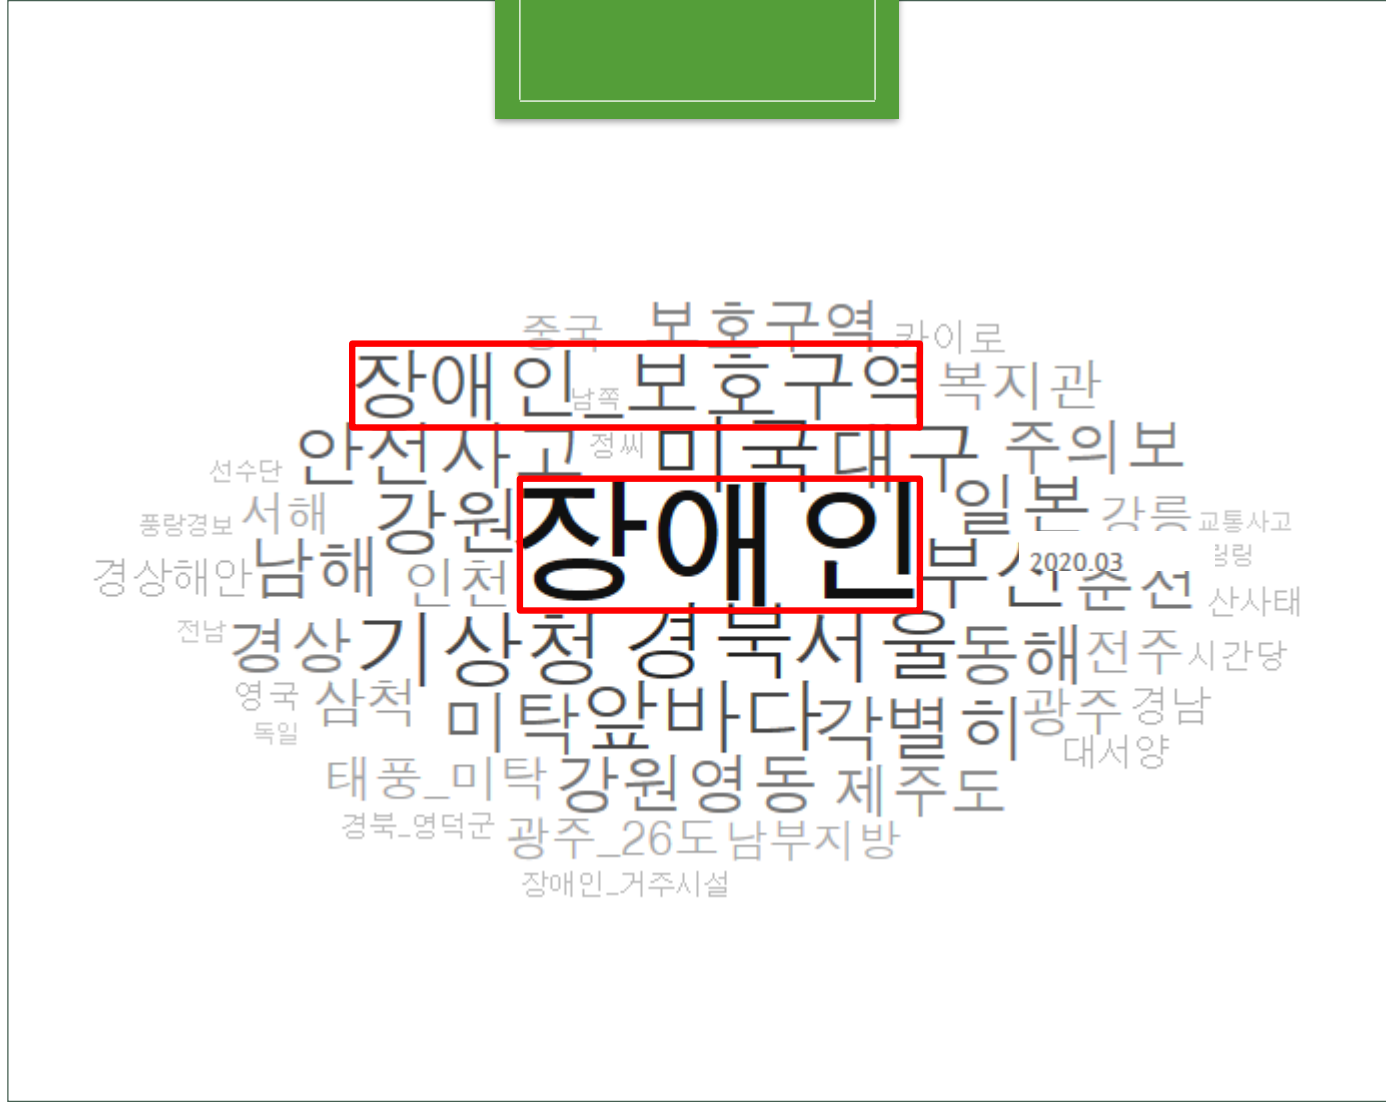 중국 보호구역 카이로
장애인_보호구역 복지관
남쪽
안전사고 정씨 미국 대구 주의보
선수단
장애인 일본
풍랑경보 서해 강원 강릉 교통사고
경상해안 남해 인천 부산 2020.03 링링
춘천 산사태
전남 경상 기상청 경북 서울 동해 전주 시간당
영국 삼척 미탁 앞바다 각별히 광주 경남
독일 대서양
태풍_미탁 강원영동 제주도
경북_영덕군 광주_26도 남부지방
장애인_거주시설